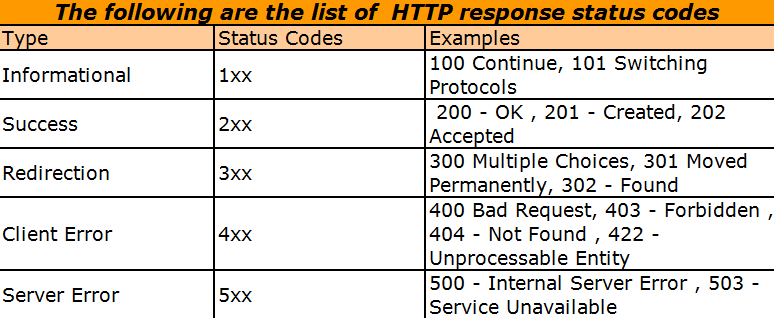 The following are the list of  HTTP response status codes
Type Status Codes Examples
Informational 1xx 100 Continue, 101 Switching
Protocols
Success 2xx 200 - OK , 201 - Created, 202
Accepted
Redirection 3xx 300 Multiple Choices, 301 Moved
Permanently, 302 - Found
Client Error 4xx 400 Bad Request, 403 - Forbidden ,
404 - Not Found , 422 -
Unprocessable Entity
Server Error 5xx 500 - Internal Server Error , 503 -
Service Unavailable